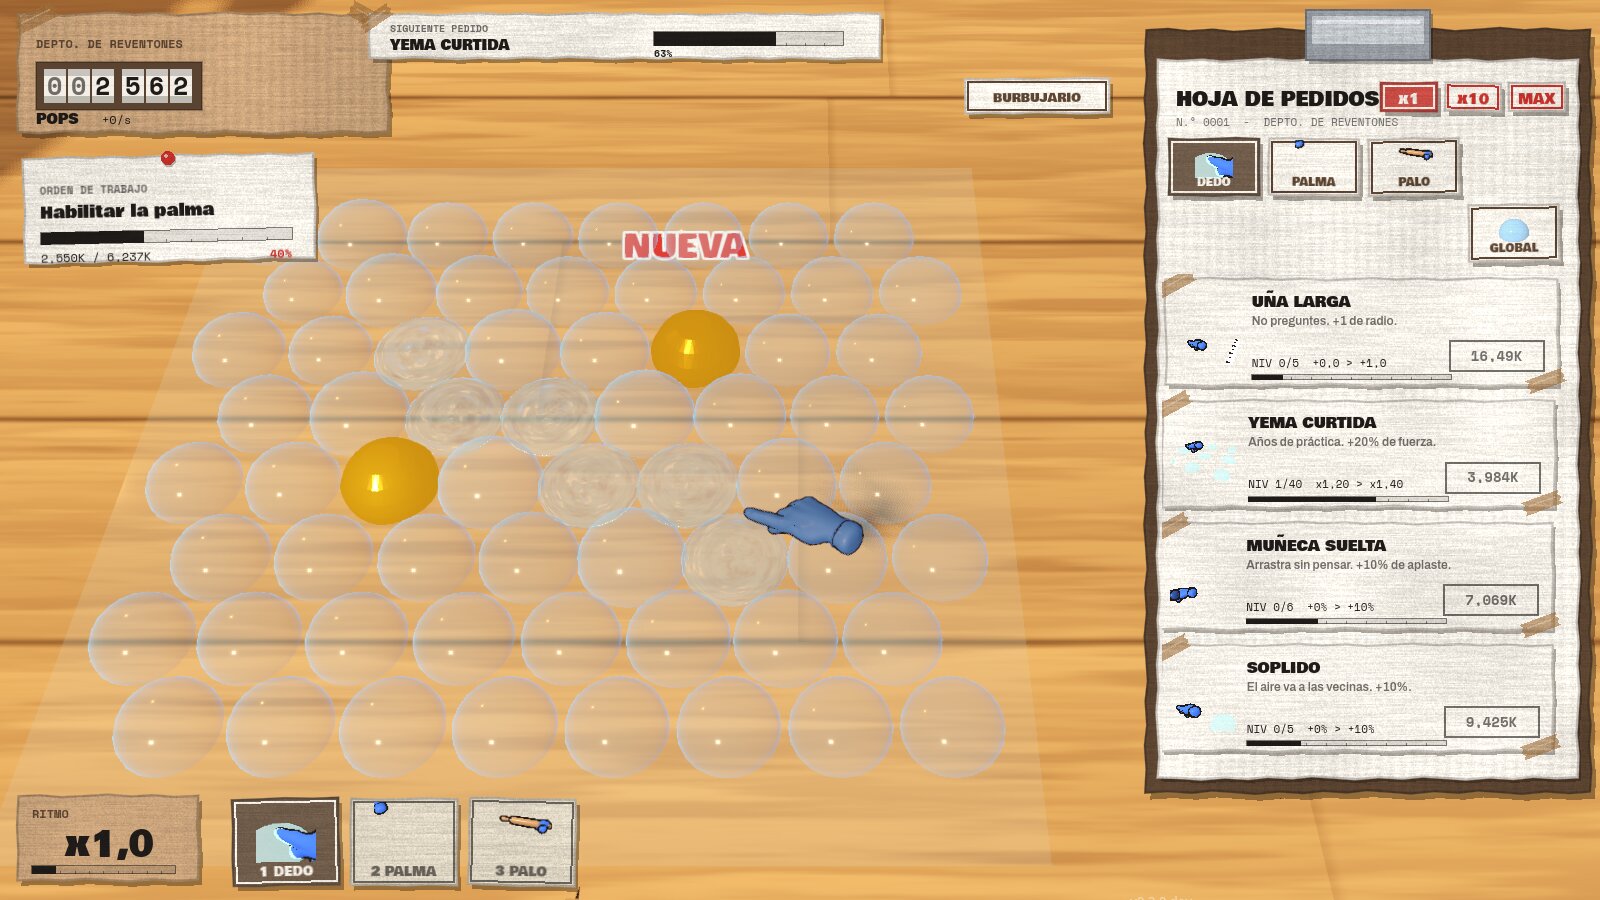 DEPTO. DE REVENTONES
002562
POPS +0/s
SIGUIENTE PEDIDO
YEMA CURTIDA
63%
BURBUJARIO
ORDEN DE TRABAJO
Habilitar la palma
2,550K / 6,237K
40%
NUEVA
HOJA DE PEDIDOS
x1
x10
MAX
N.° 0001 - DEPTO. DE REVENTONES
DEDO
PALMA
PALO
GLOBAL
UÑA LARGA
No preguntes. +1 de radio.
NIV 0/5 +0,0 > +1,0
16,49K
YEMA CURTIDA
Años de práctica. +20% de fuerza.
NIV 1/40 x1,20 > x1,40
3,984K
MUÑECA SUELTA
Arrastra sin pensar. +10% de aplaste.
NIV 0/6 +0% > +10%
7,069K
SOPLIDO
El aire va a las vecinas. +10%.
NIV 0/5 +0% > +10%
9,425K
RITMO
x1,0
1 DEDO
2 PALMA
3 PALO